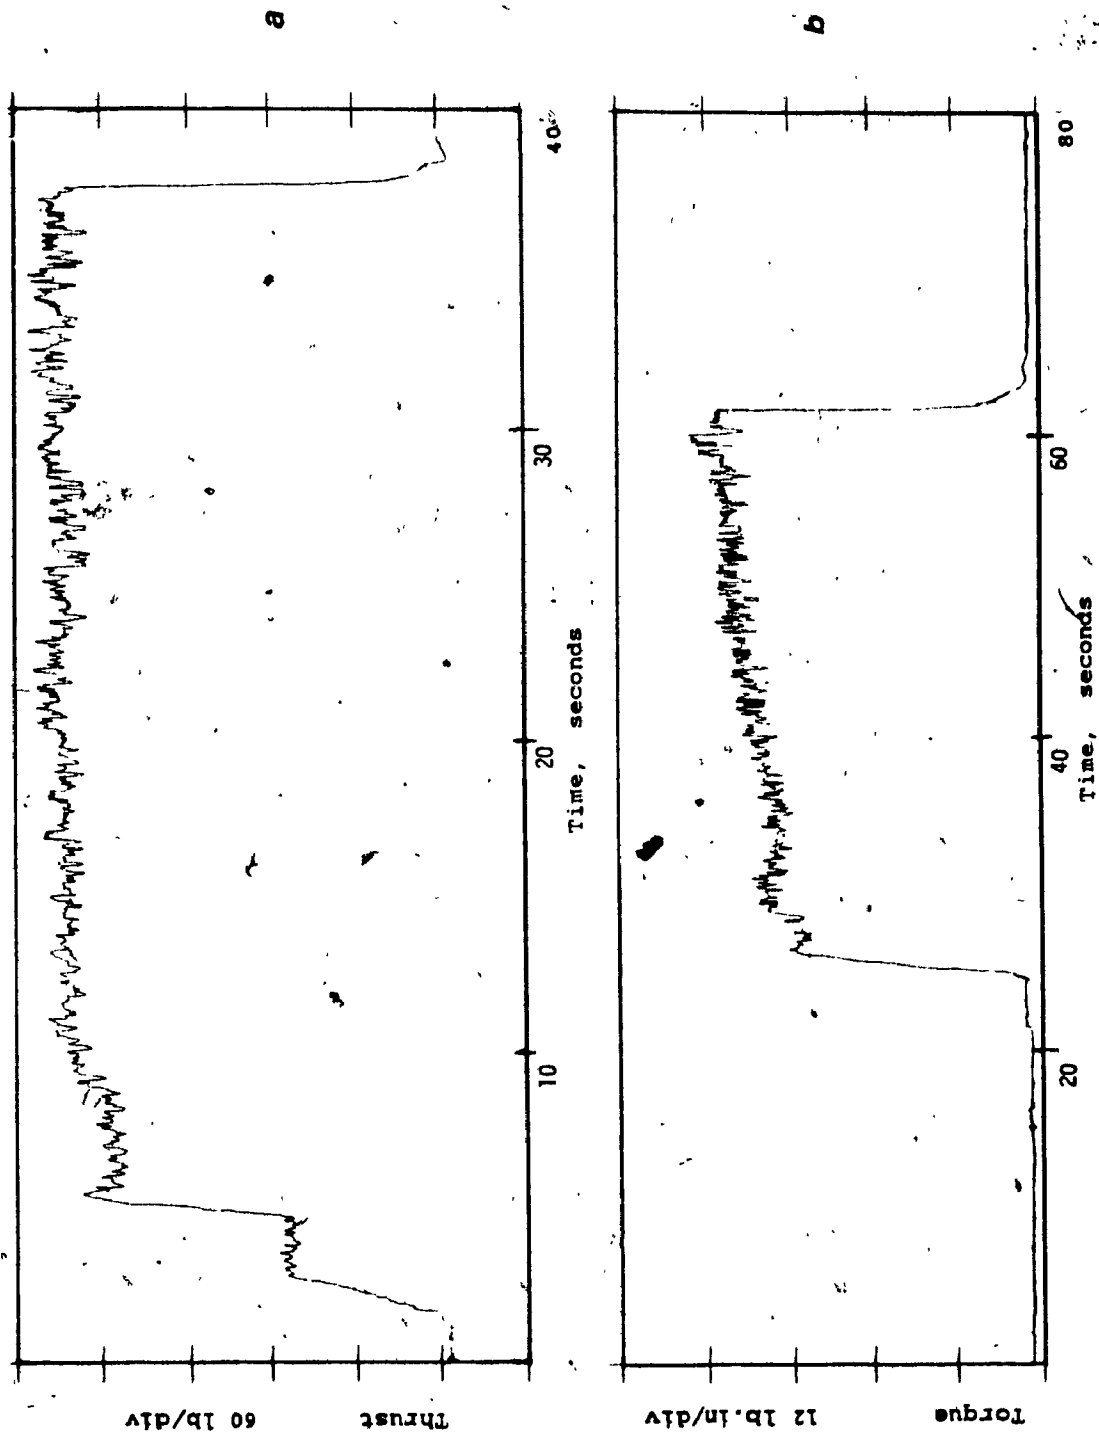 a
Thrust 60 lb/div
10 20 30 40
Time, seconds
b
Torque 12 lb.in/div
20 40 60 80
Time, seconds